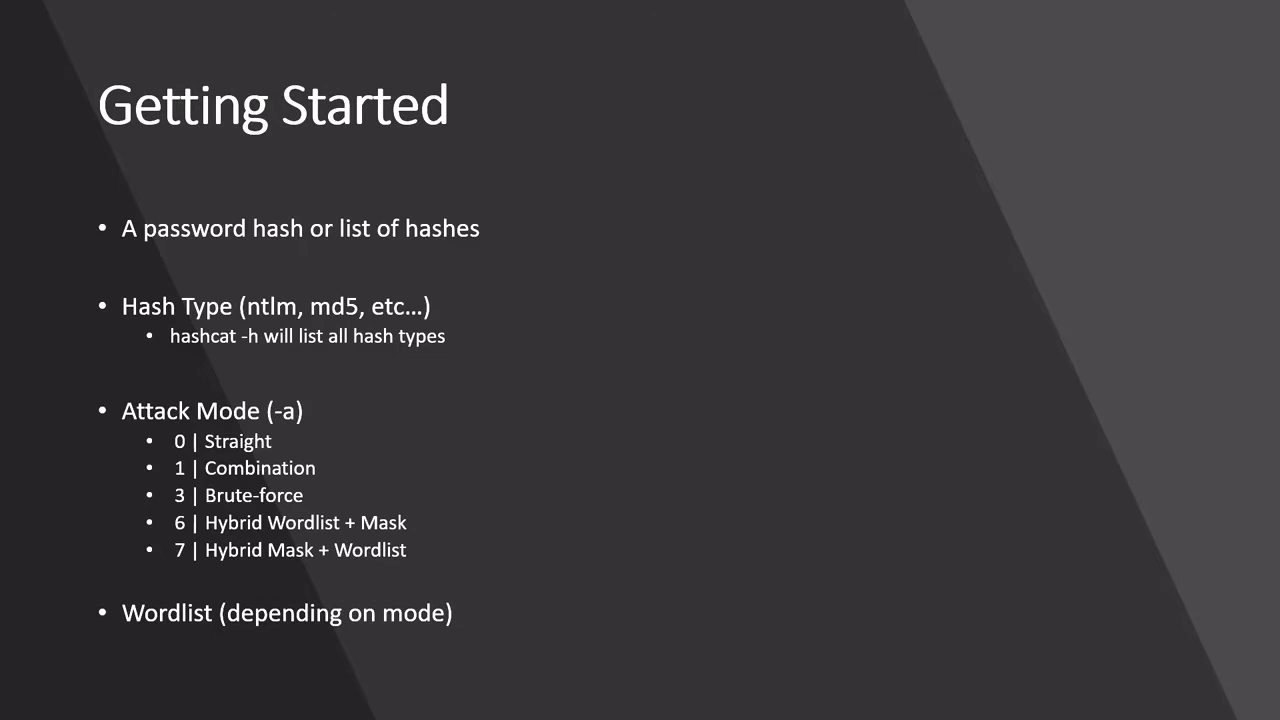 Getting Started
• A password hash or list of hashes
• Hash Type (ntlm, md5, etc...)
• hashcat -h will list all hash types
• Attack Mode (-a)
• 0 | Straight
• 1 | Combination
• 3 | Brute-force
• 6 | Hybrid Wordlist + Mask
• 7 | Hybrid Mask + Wordlist
• Wordlist (depending on mode)